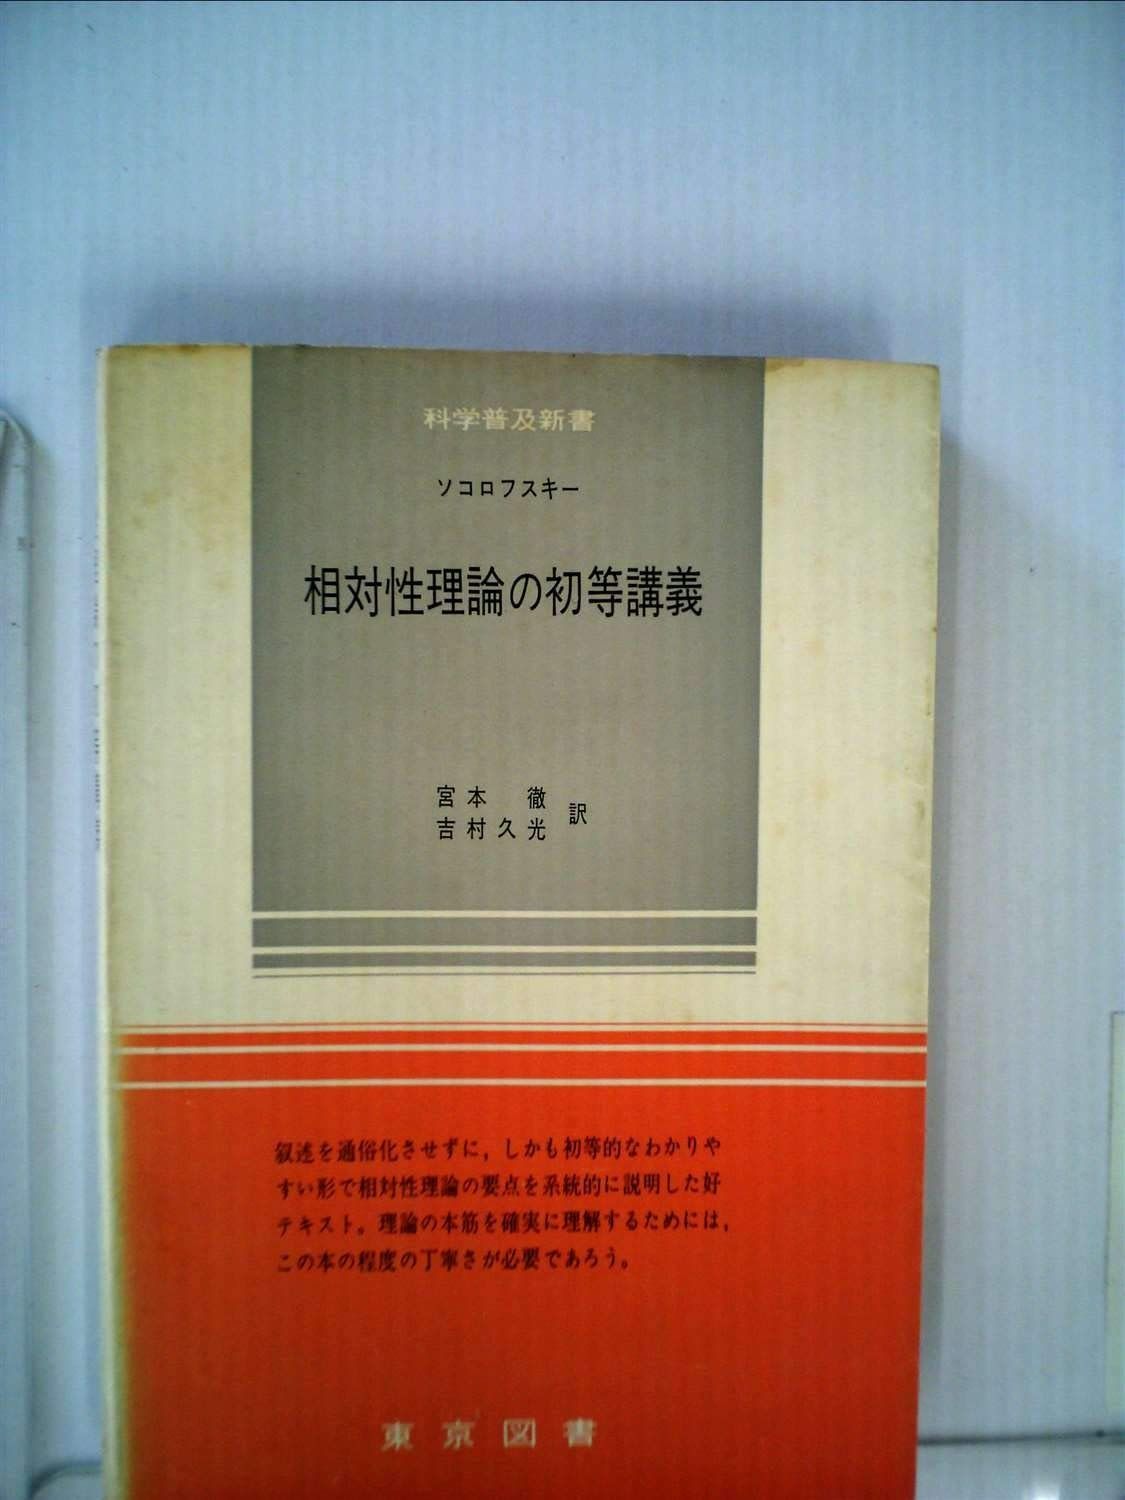 科学普及新書
ソコロフスキー
相対性理論の初等講義
宮本 徹
吉村久光 訳
叙述を通俗化させずに，しかも初等的なわかりや
すい形で相対性理論の要点を系統的に説明した好
テキスト。理論の本筋を確実に理解するためには，
この本の程度の丁寧さが必要であろう。
東京図書